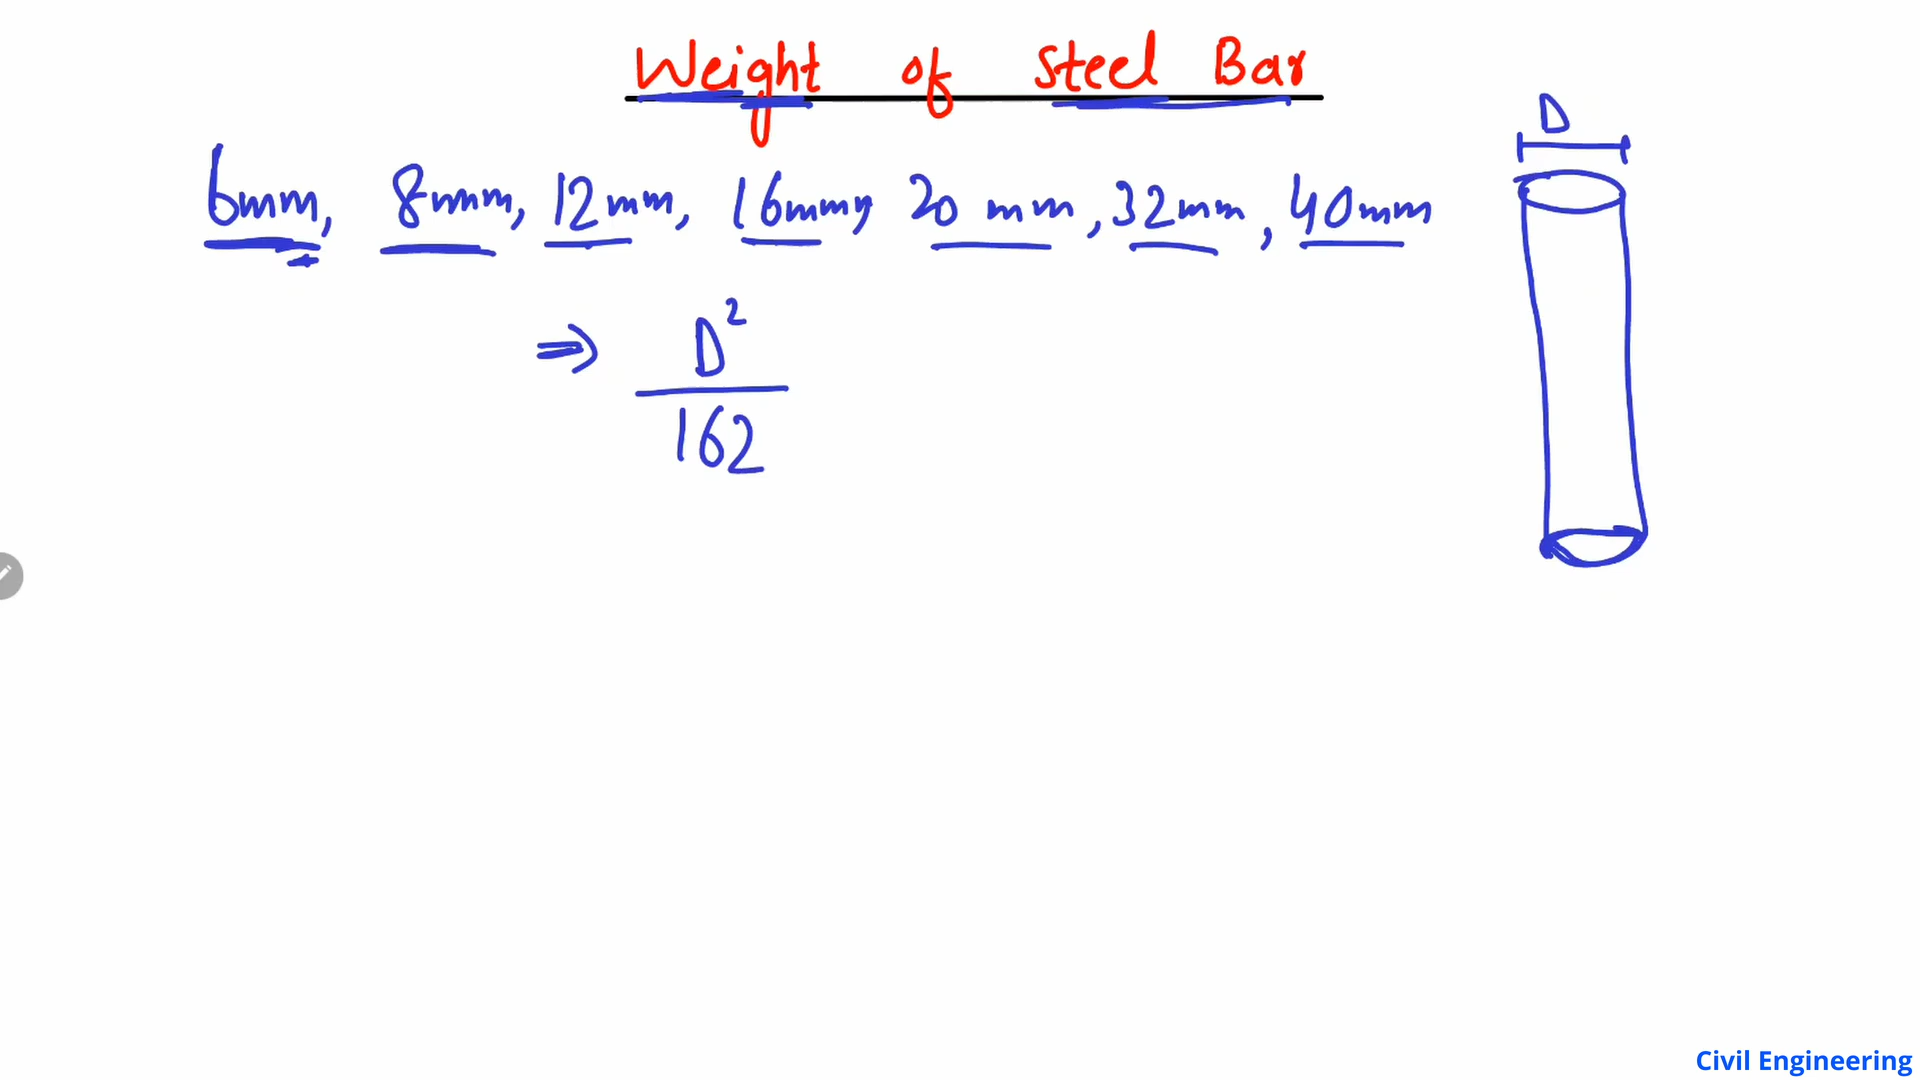 Weight of Steel Bar
D
6mm, 8mm, 12mm, 16mm, 20 mm, 32mm, 40mm
⇒ D²
162
Civil Engineering